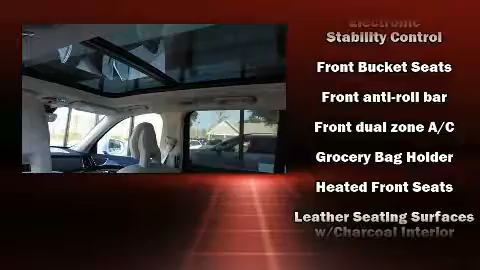 Electronic
Stability Control
Front Bucket Seats
Front anti-roll bar
Front dual zone A/C
Grocery Bag Holder
Heated Front Seats
Leather Seating Surfaces
w/Charcoal Interior